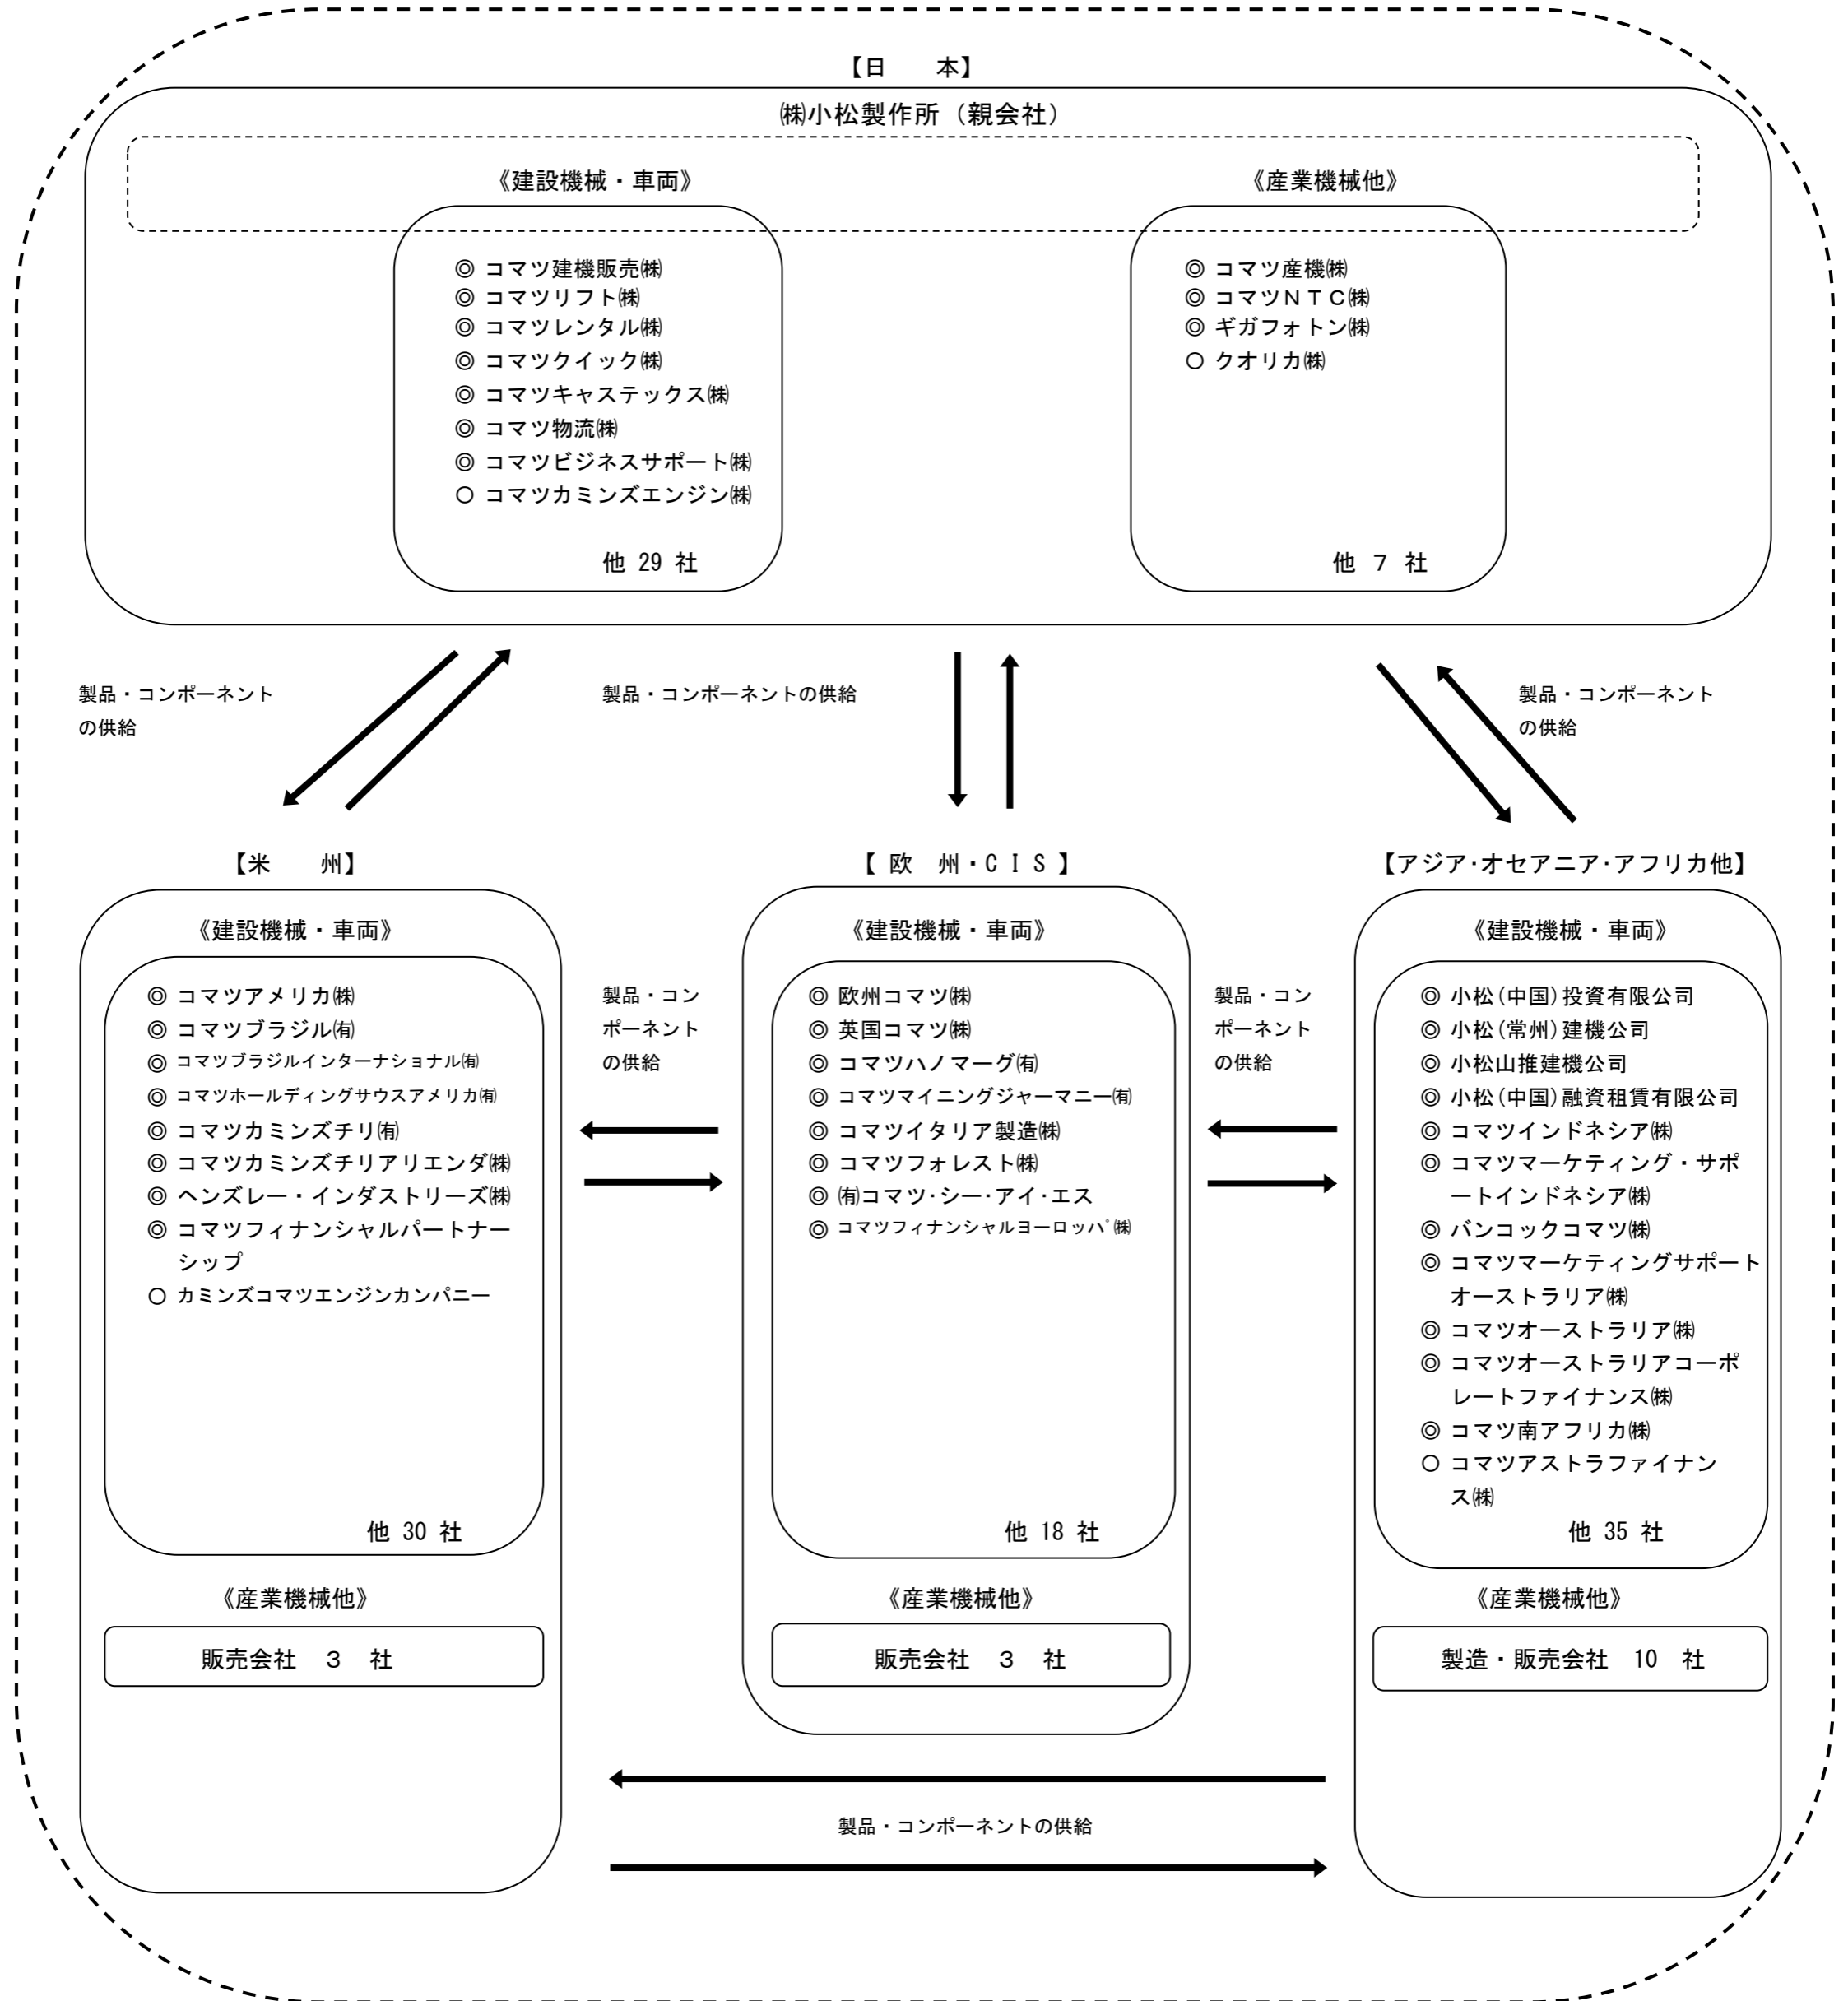 【日　　本】
㈱小松製作所（親会社）
《建設機械・車両》
◎ コマツ建機販売㈱
◎ コマツリフト㈱
◎ コマツレンタル㈱
◎ コマツクイック㈱
◎ コマツキャステックス㈱
◎ コマツ物流㈱
◎ コマツビジネスサポート㈱
○ コマツカミンズエンジン㈱
他 29 社
《産業機械他》
◎ コマツ産機㈱
◎ コマツＮＴＣ㈱
◎ ギガフォトン㈱
○ クオリカ㈱
他 ７ 社
製品・コンポーネント
の供給
製品・コンポーネントの供給
製品・コンポーネント
の供給
【米　　州】
《建設機械・車両》
◎ コマツアメリカ㈱
◎ コマツブラジル㈲
◎ コマツブラジルインターナショナル㈲
◎ コマツホールディングサウスアメリカ㈲
◎ コマツカミンズチリ㈲
◎ コマツカミンズチリアリエンダ㈱
◎ ヘンズレー・インダストリーズ㈱
◎ コマツフィナンシャルパートナー
シップ
○ カミンズコマツエンジンカンパニー
他 30 社
《産業機械他》
販売会社　３　社
製品・コン
ポーネント
の供給
【 欧　州・C I S 】
《建設機械・車両》
◎ 欧州コマツ㈱
◎ 英国コマツ㈱
◎ コマツハノマーグ㈲
◎ コマツマイニングジャーマニー㈲
◎ コマツイタリア製造㈱
◎ コマツフォレスト㈱
◎ ㈲コマツ･シー･アイ･エス
◎ コマツフィナンシャルヨーロッパ㈱
他 18 社
《産業機械他》
販売会社　３　社
製品・コン
ポーネント
の供給
【アジア･オセアニア･アフリカ他】
《建設機械・車両》
◎ 小松(中国)投資有限公司
◎ 小松(常州)建機公司
◎ 小松山推建機公司
◎ 小松(中国)融資租賃有限公司
◎ コマツインドネシア㈱
◎ コマツマーケティング・サポ
ートインドネシア㈱
◎ バンコックコマツ㈱
◎ コマツマーケティングサポート
オーストラリア㈱
◎ コマツオーストラリア㈱
◎ コマツオーストラリアコーポ
レートファイナンス㈱
◎ コマツ南アフリカ㈱
○ コマツアストラファイナン
ス㈱
他 35 社
《産業機械他》
製造・販売会社　10　社
製品・コンポーネントの供給